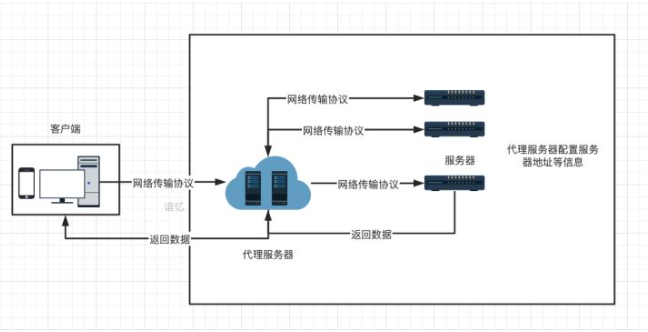 网络传输协议
网络传输协议
客户端
服务器
代理服务器配置服务
器地址等信息
网络传输协议
网络传输协议
语忆
返回数据
返回数据
代理服务器